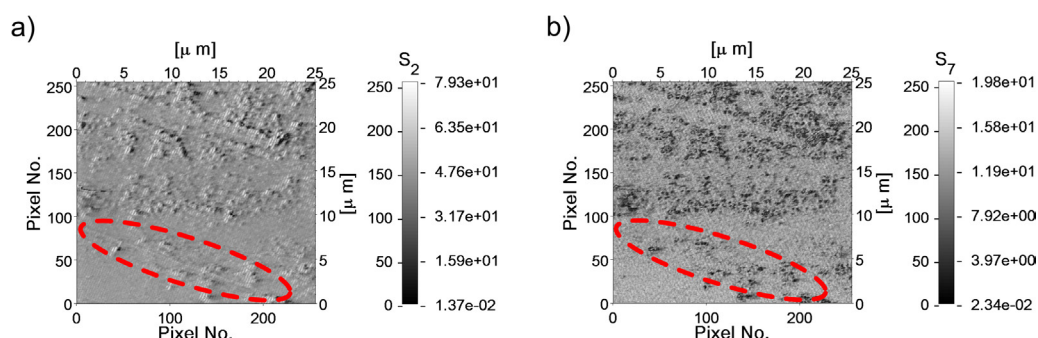 a)
[μ m]
0 5 10 15 20 25
S2
250 200 150 100 50 0
Pixel No.
25 20 15 10 5 0
[μ m]
250 200 150 100 50 0
7.93e+01
6.35e+01
4.76e+01
3.17e+01
1.59e+01
1.37e-02
0 100 200
Pixel No.
b)
[μ m]
0 5 10 15 20 25
S7
250 200 150 100 50 0
Pixel No.
25 20 15 10 5 0
[μ m]
250 200 150 100 50 0
1.98e+01
1.58e+01
1.19e+01
7.92e+00
3.97e+00
2.34e-02
0 100 200
Pixel No.